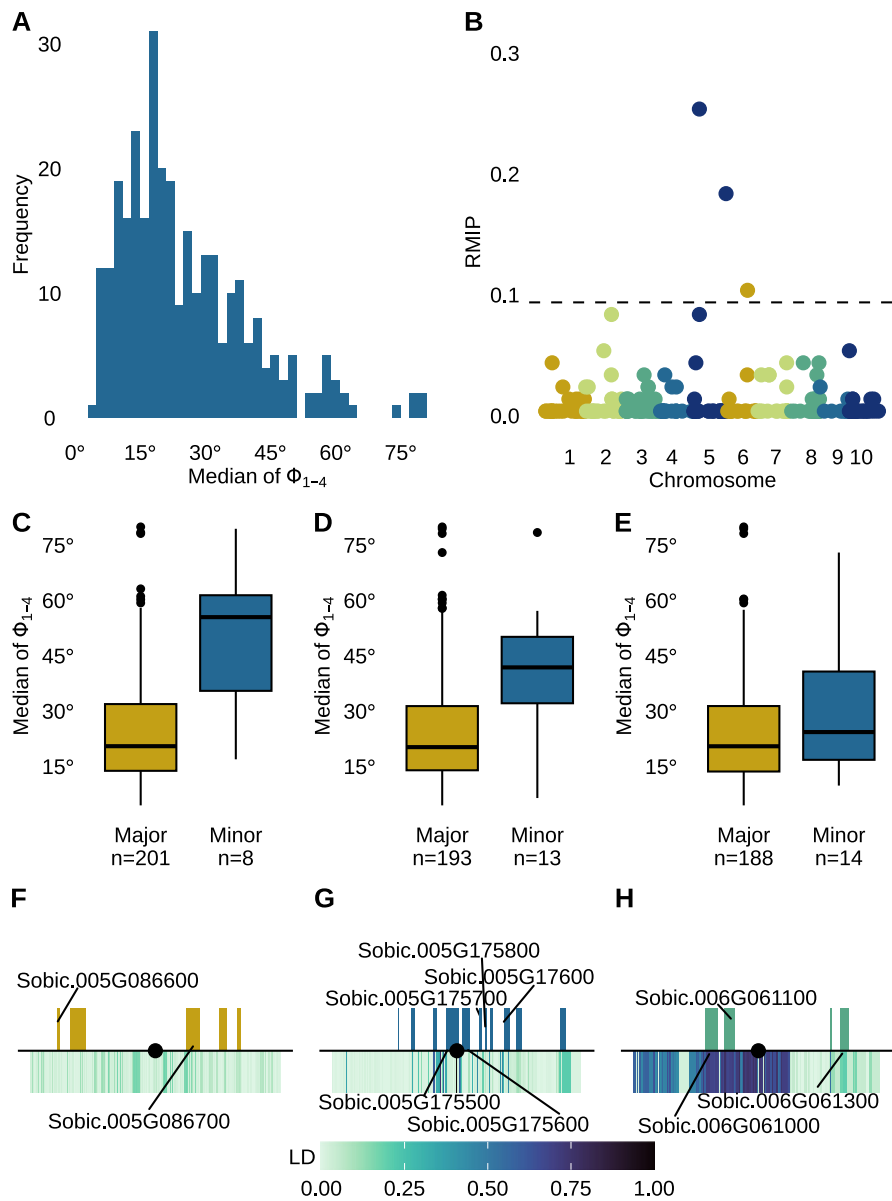 A
30
20
10
0
Frequency
0° 15° 30° 45° 60° 75°
Median of Φ1−4
B
0.3
0.2
0.1
0.0
RMIP
1 2 3 4 5 6 7 8 9 10
Chromosome
C
75°
60°
45°
30°
15°
Median of Φ1−4
Major Minor
n=201 n=8
D
75°
60°
45°
30°
15°
Median of Φ1−4
Major Minor
n=193 n=13
E
75°
60°
45°
30°
15°
Median of Φ1−4
Major Minor
n=188 n=14
F
Sobic.005G086600
Sobic.005G086700
G
Sobic.005G175800
Sobic.005G17600
Sobic.005G175700
Sobic.005G175500
Sobic.005G175600
H
Sobic.006G061100
Sobic.006G061300
Sobic.006G061000
LD
0.00 0.25 0.50 0.75 1.00